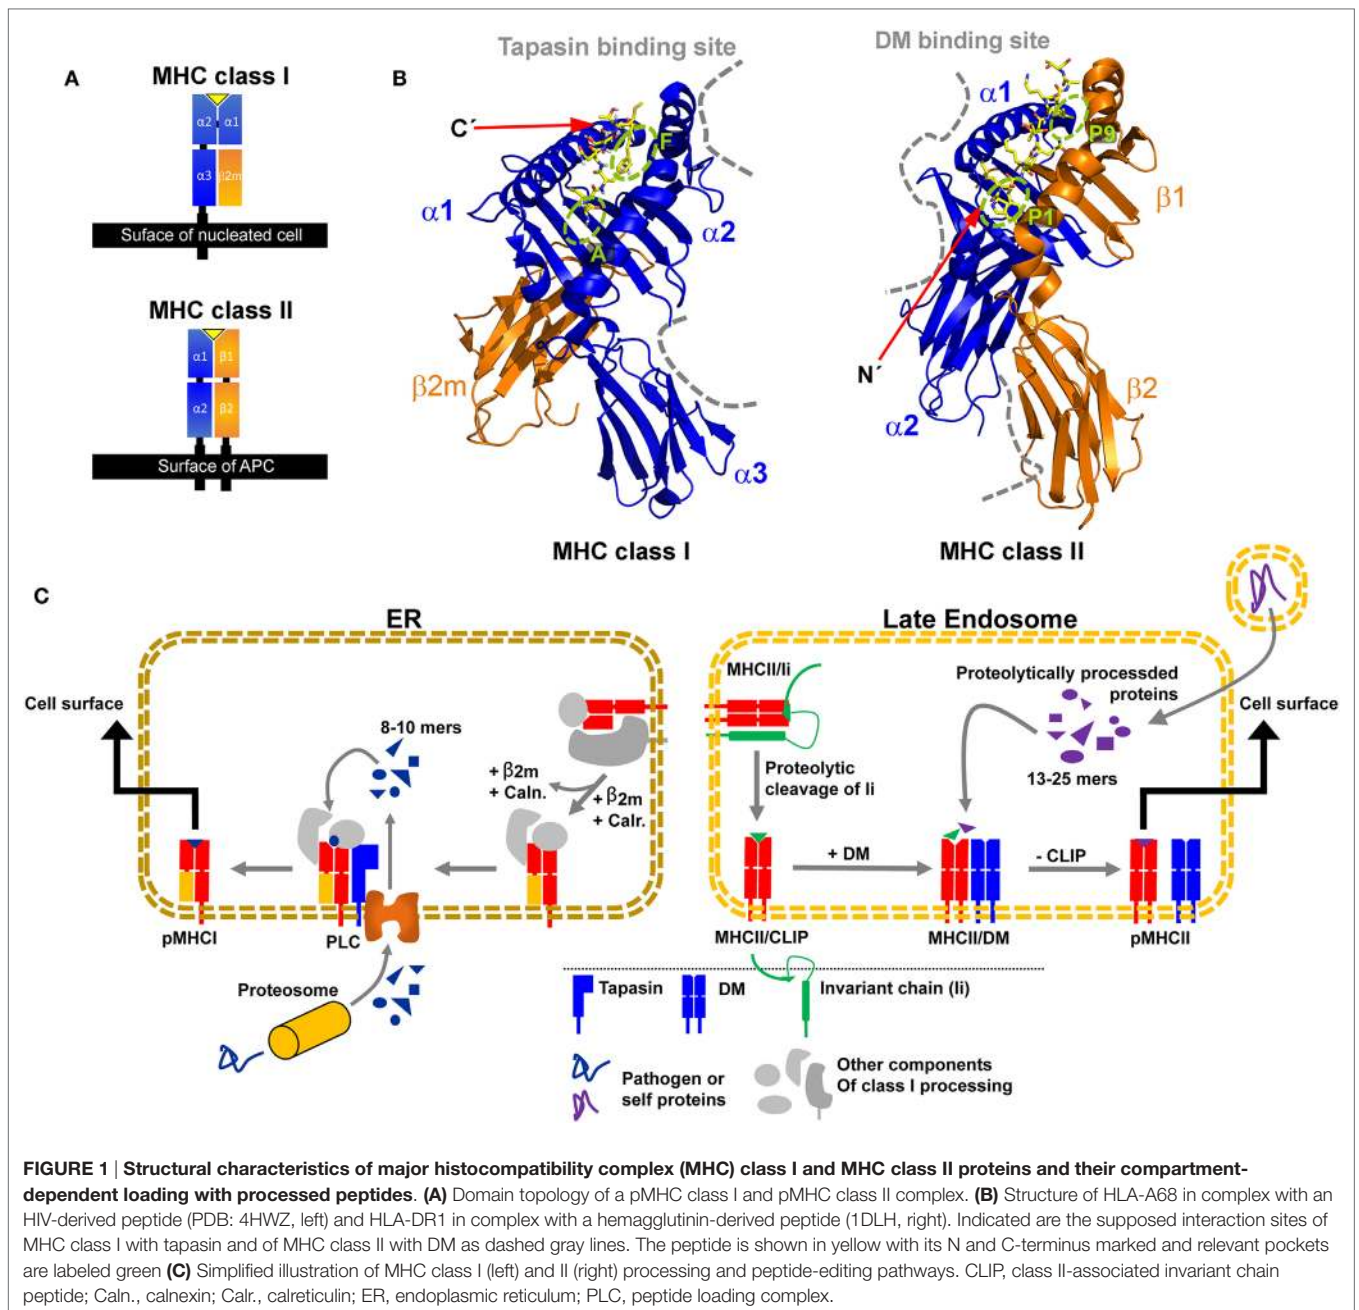 A
MHC class I
α2
α1
α3
β2m
Suface of nucleated cell
MHC class II
α1
β1
α2
β2
Surface of APC
B
Tapasin binding site
C´
F
α1
A
α2
β2m
α3
MHC class I
DM binding site
α1
P9
β1
P1
N´
α2
β2
MHC class II
C
ER
Cell surface
8-10 mers
+ β2m
+ Caln.
+ β2m
+ Calr.
pMHCI
PLC
Proteosome
Late Endosome
MHCII/Ii
Proteolytic
cleavage of Ii
Proteolytically processded
proteins
13-25 mers
Cell surface
+ DM
- CLIP
MHCII/CLIP
MHCII/DM
pMHCII
Tapasin
DM
Invariant chain (Ii)
Pathogen or
self proteins
Other components
Of class I processing
FIGURE 1 | Structural characteristics of major histocompatibility complex (MHC) class I and MHC class II proteins and their compartment-
dependent loading with processed peptides. (A) Domain topology of a pMHC class I and pMHC class II complex. (B) Structure of HLA-A68 in complex with an
HIV-derived peptide (PDB: 4HWZ, left) and HLA-DR1 in complex with a hemagglutinin-derived peptide (1DLH, right). Indicated are the supposed interaction sites of
MHC class I with tapasin and of MHC class II with DM as dashed gray lines. The peptide is shown in yellow with its N and C-terminus marked and relevant pockets
are labeled green (C) Simplified illustration of MHC class I (left) and II (right) processing and peptide-editing pathways. CLIP, class II-associated invariant chain
peptide; Caln., calnexin; Calr., calreticulin; ER, endoplasmic reticulum; PLC, peptide loading complex.